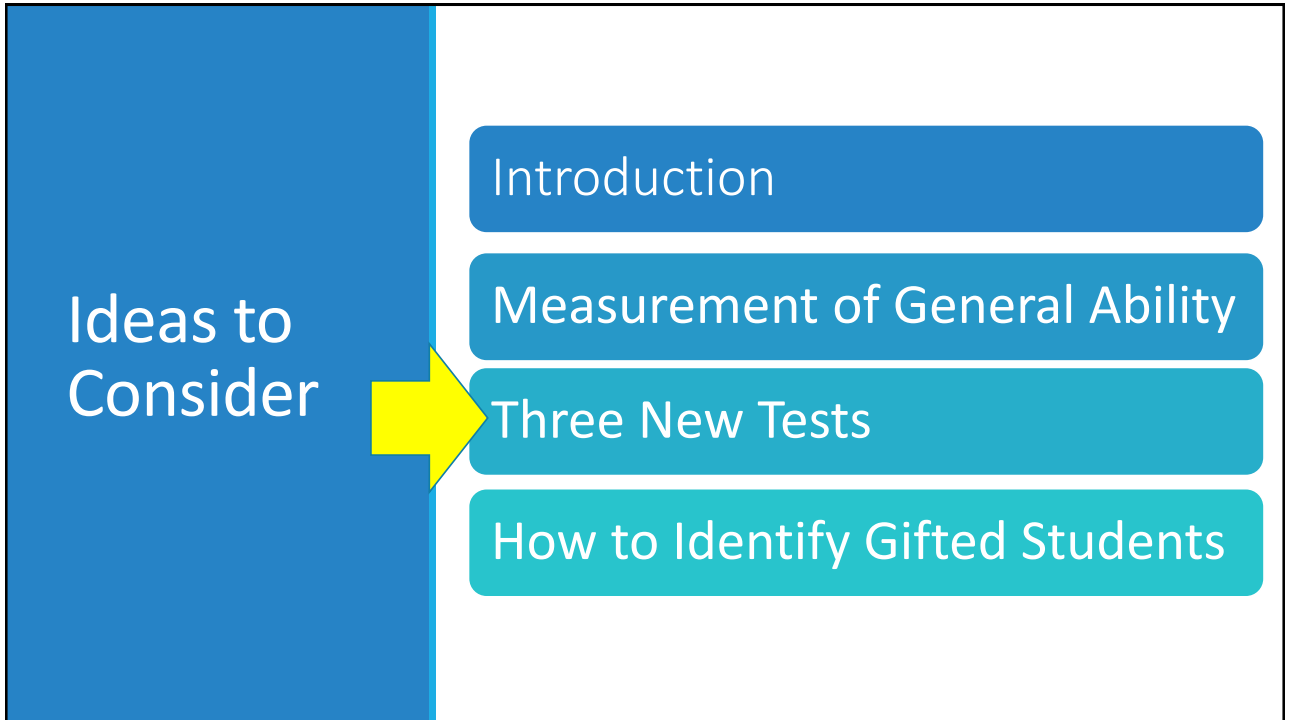 Ideas to
Consider
Introduction
Measurement of General Ability
Three New Tests
How to Identify Gifted Students